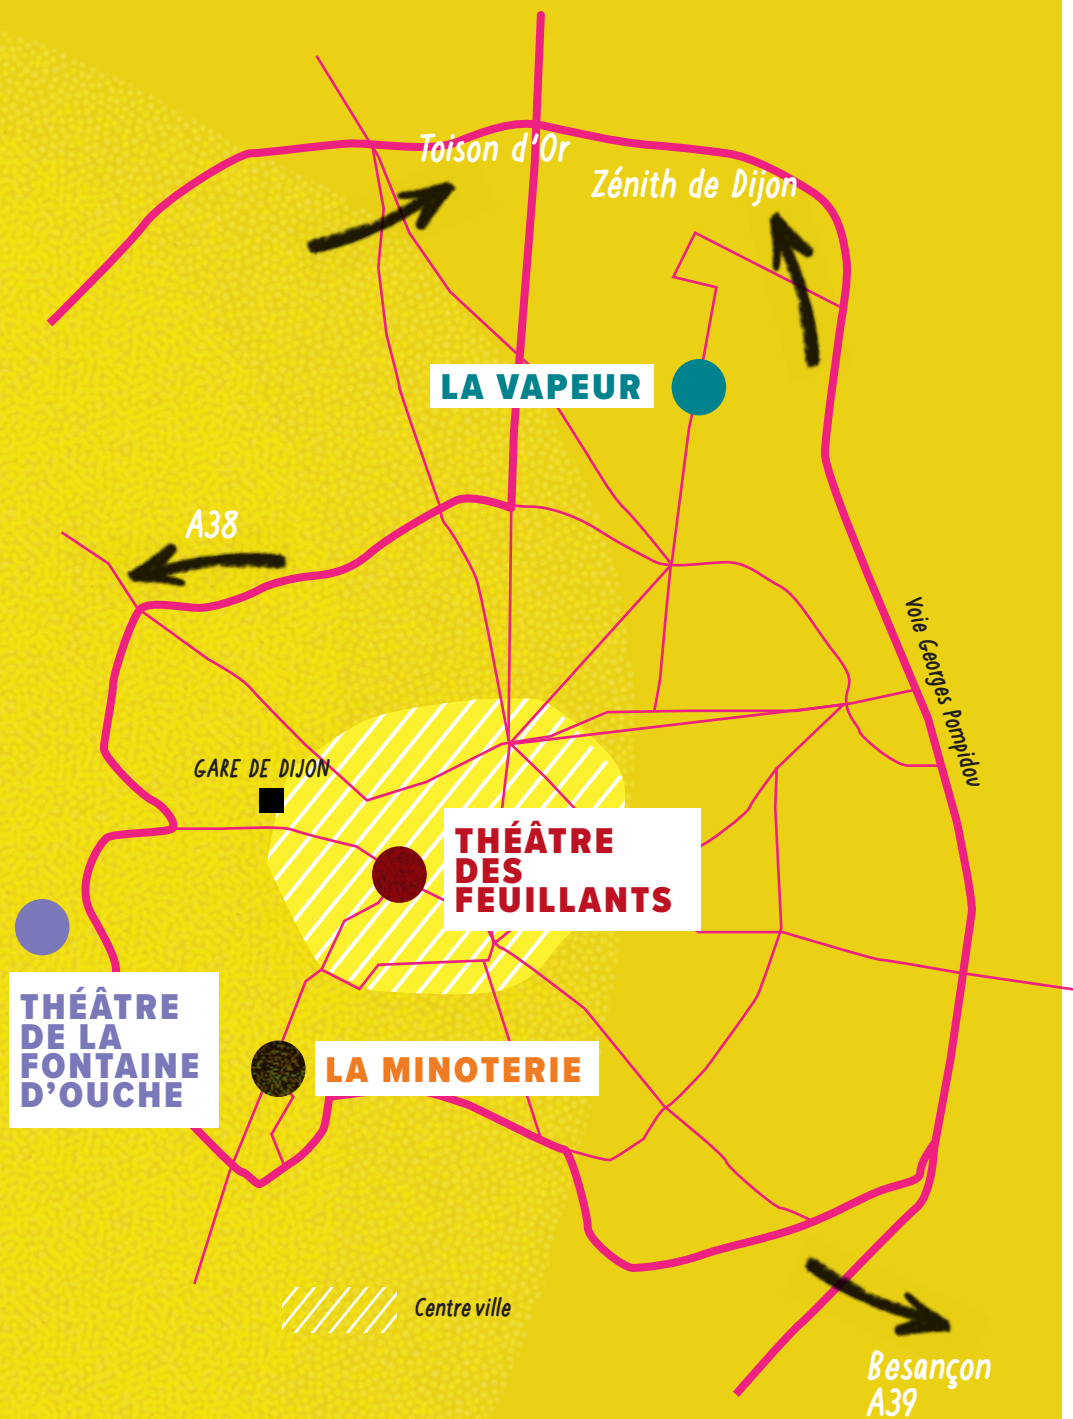 Toison d'Or
Zénith de Dijon
LA VAPEUR
A38
Voie Georges Pompidou
GARE DE DIJON
THÉÂTRE
DES
FEUILLANTS
THÉÂTRE
DE LA
FONTAINE
D'OUCHE
LA MINOTERIE
Centre ville
Besançon
A39